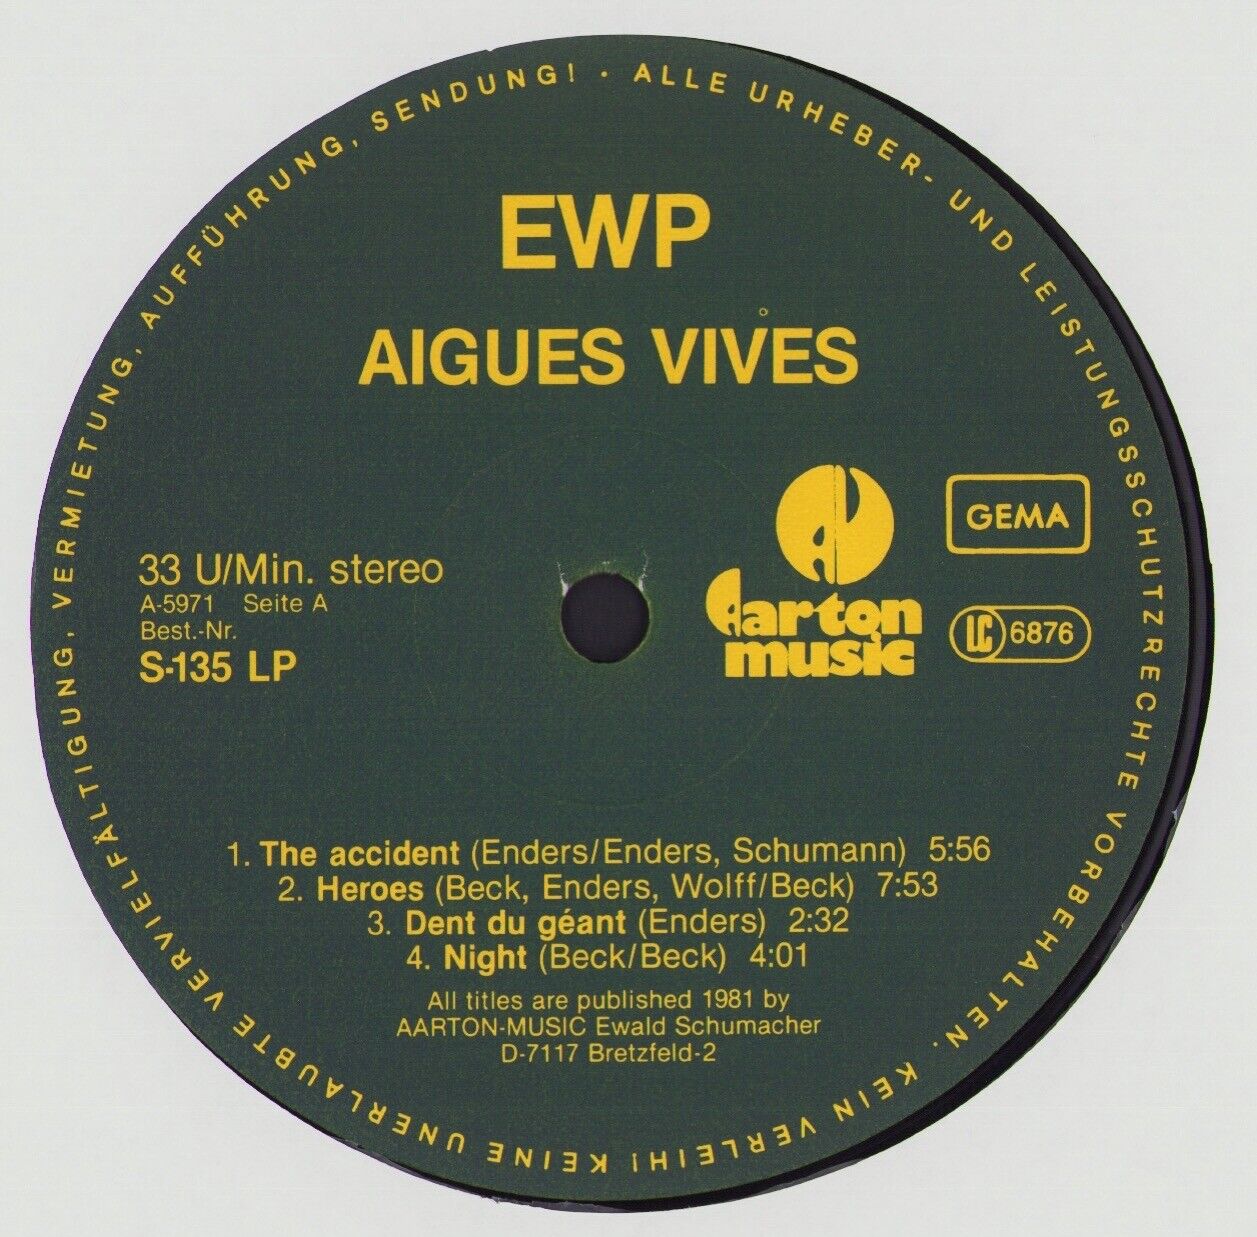 ALLE URHEBER- UND LEISTUNGSSCHUTZRECHTE VORBEHALTEN. KEIN VERLEIH! KEINE UNERLAUBTE VERVIELFÄLTIGUNG, VERMIETUNG, AUFFÜHRUNG, SENDUNG! ·
EWP
AIGUES VIVES
33 U/Min. stereo
A-5971 Seite A
Best.-Nr.
S-135 LP
aarton
music
GEMA
LC 6876
1. The accident (Enders/Enders, Schumann) 5:56
2. Heroes (Beck, Enders, Wolff/Beck) 7:53
3. Dent du géant (Enders) 2:32
4. Night (Beck/Beck) 4:01
All titles are published 1981 by
AARTON-MUSIC Ewald Schumacher
D-7117 Bretzfeld-2